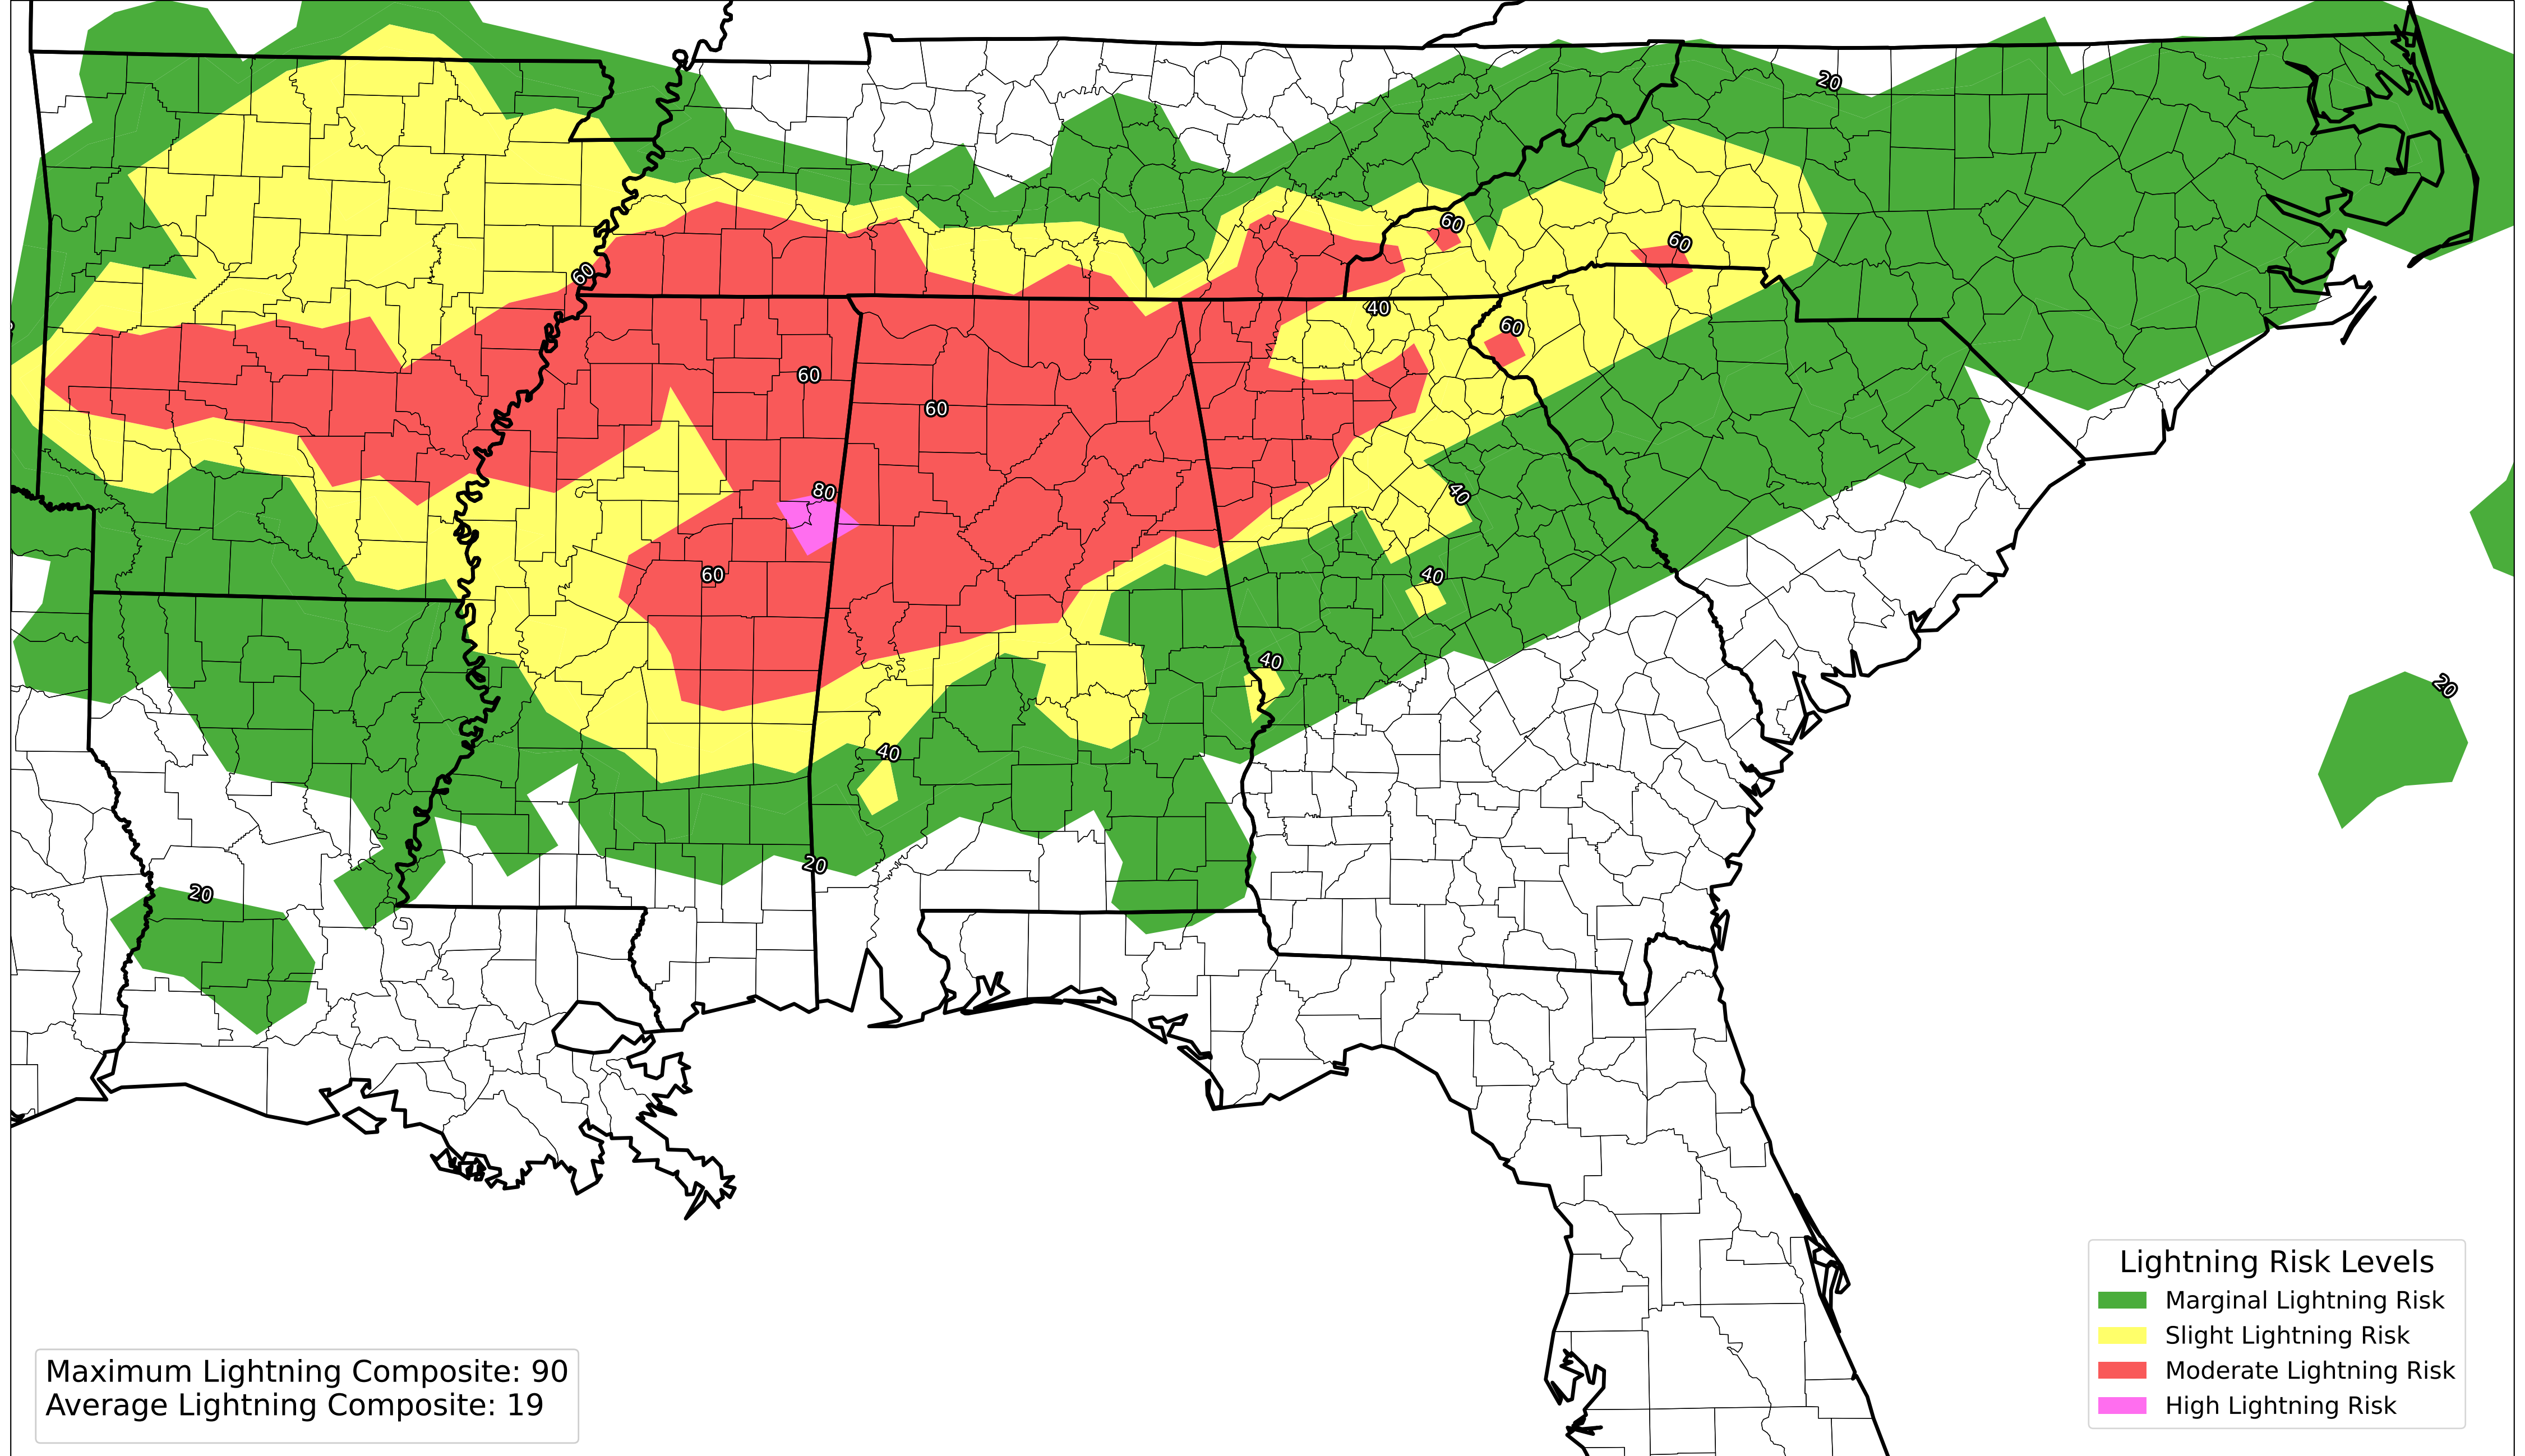 20
60
60
60
40
60
60
60
80
40
60
40
40
40
20
20
20
Lightning Risk Levels
Marginal Lightning Risk
Slight Lightning Risk
Moderate Lightning Risk
High Lightning Risk
Maximum Lightning Composite: 90
Average Lightning Composite: 19